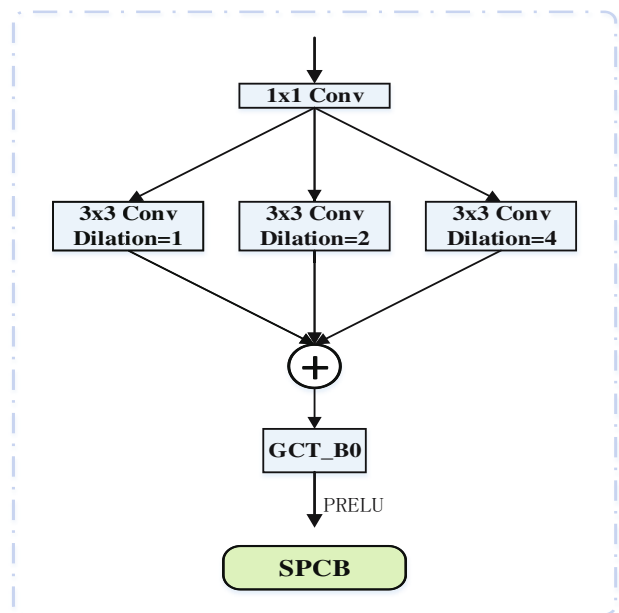 1x1 Conv
3x3 Conv
Dilation=1
3x3 Conv
Dilation=2
3x3 Conv
Dilation=4
+
GCT_B0
PRELU
SPCB